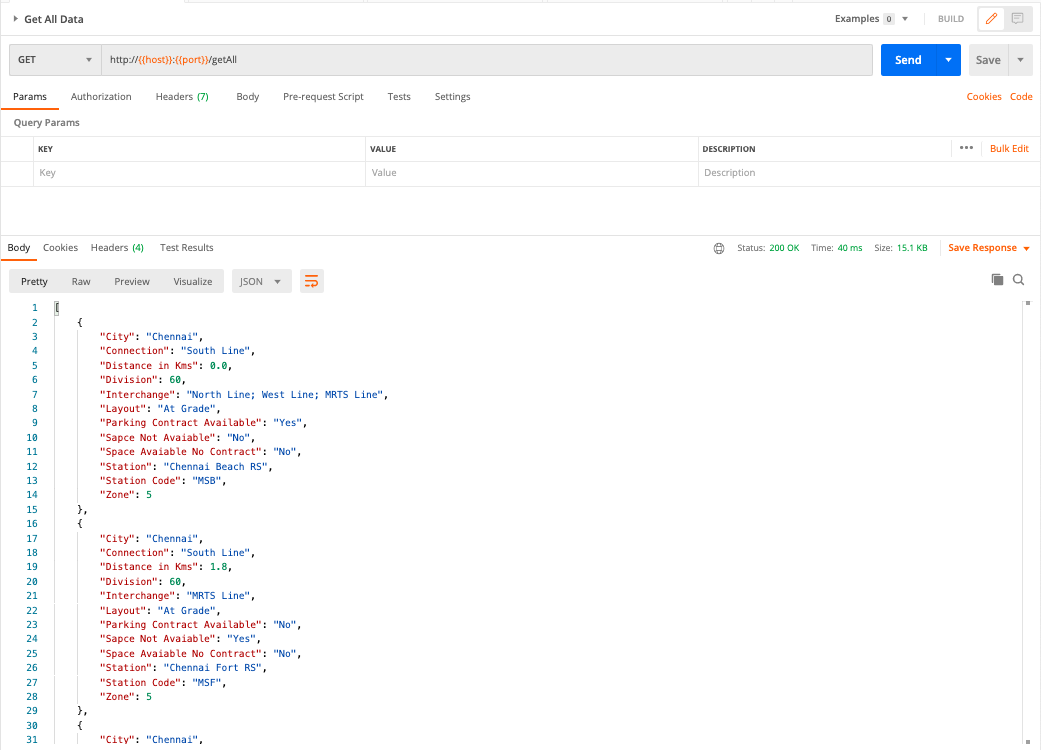 Get All Data
Examples 0
BUILD
GET
http://{{host}}:{{port}}/getAll
Send
Save
Params Authorization Headers (7) Body Pre-request Script Tests Settings Cookies Code
Query Params
KEY VALUE DESCRIPTION ••• Bulk Edit
Key Value Description
Body Cookies Headers (4) Test Results Status: 200 OK Time: 40 ms Size: 15.1 KB Save Response
Pretty Raw Preview Visualize JSON
1 [
2 {
3 "City": "Chennai",
4 "Connection": "South Line",
5 "Distance in Kms": 0.0,
6 "Division": 60,
7 "Interchange": "North Line; West Line; MRTS Line",
8 "Layout": "At Grade",
9 "Parking Contract Available": "Yes",
10 "Sapce Not Avaiable": "No",
11 "Space Avaiable No Contract": "No",
12 "Station": "Chennai Beach RS",
13 "Station Code": "MSB",
14 "Zone": 5
15 },
16 {
17 "City": "Chennai",
18 "Connection": "South Line",
19 "Distance in Kms": 1.8,
20 "Division": 60,
21 "Interchange": "MRTS Line",
22 "Layout": "At Grade",
23 "Parking Contract Available": "No",
24 "Sapce Not Avaiable": "Yes",
25 "Space Avaiable No Contract": "No",
26 "Station": "Chennai Fort RS",
27 "Station Code": "MSF",
28 "Zone": 5
29 },
30 {
31 "City": "Chennai",